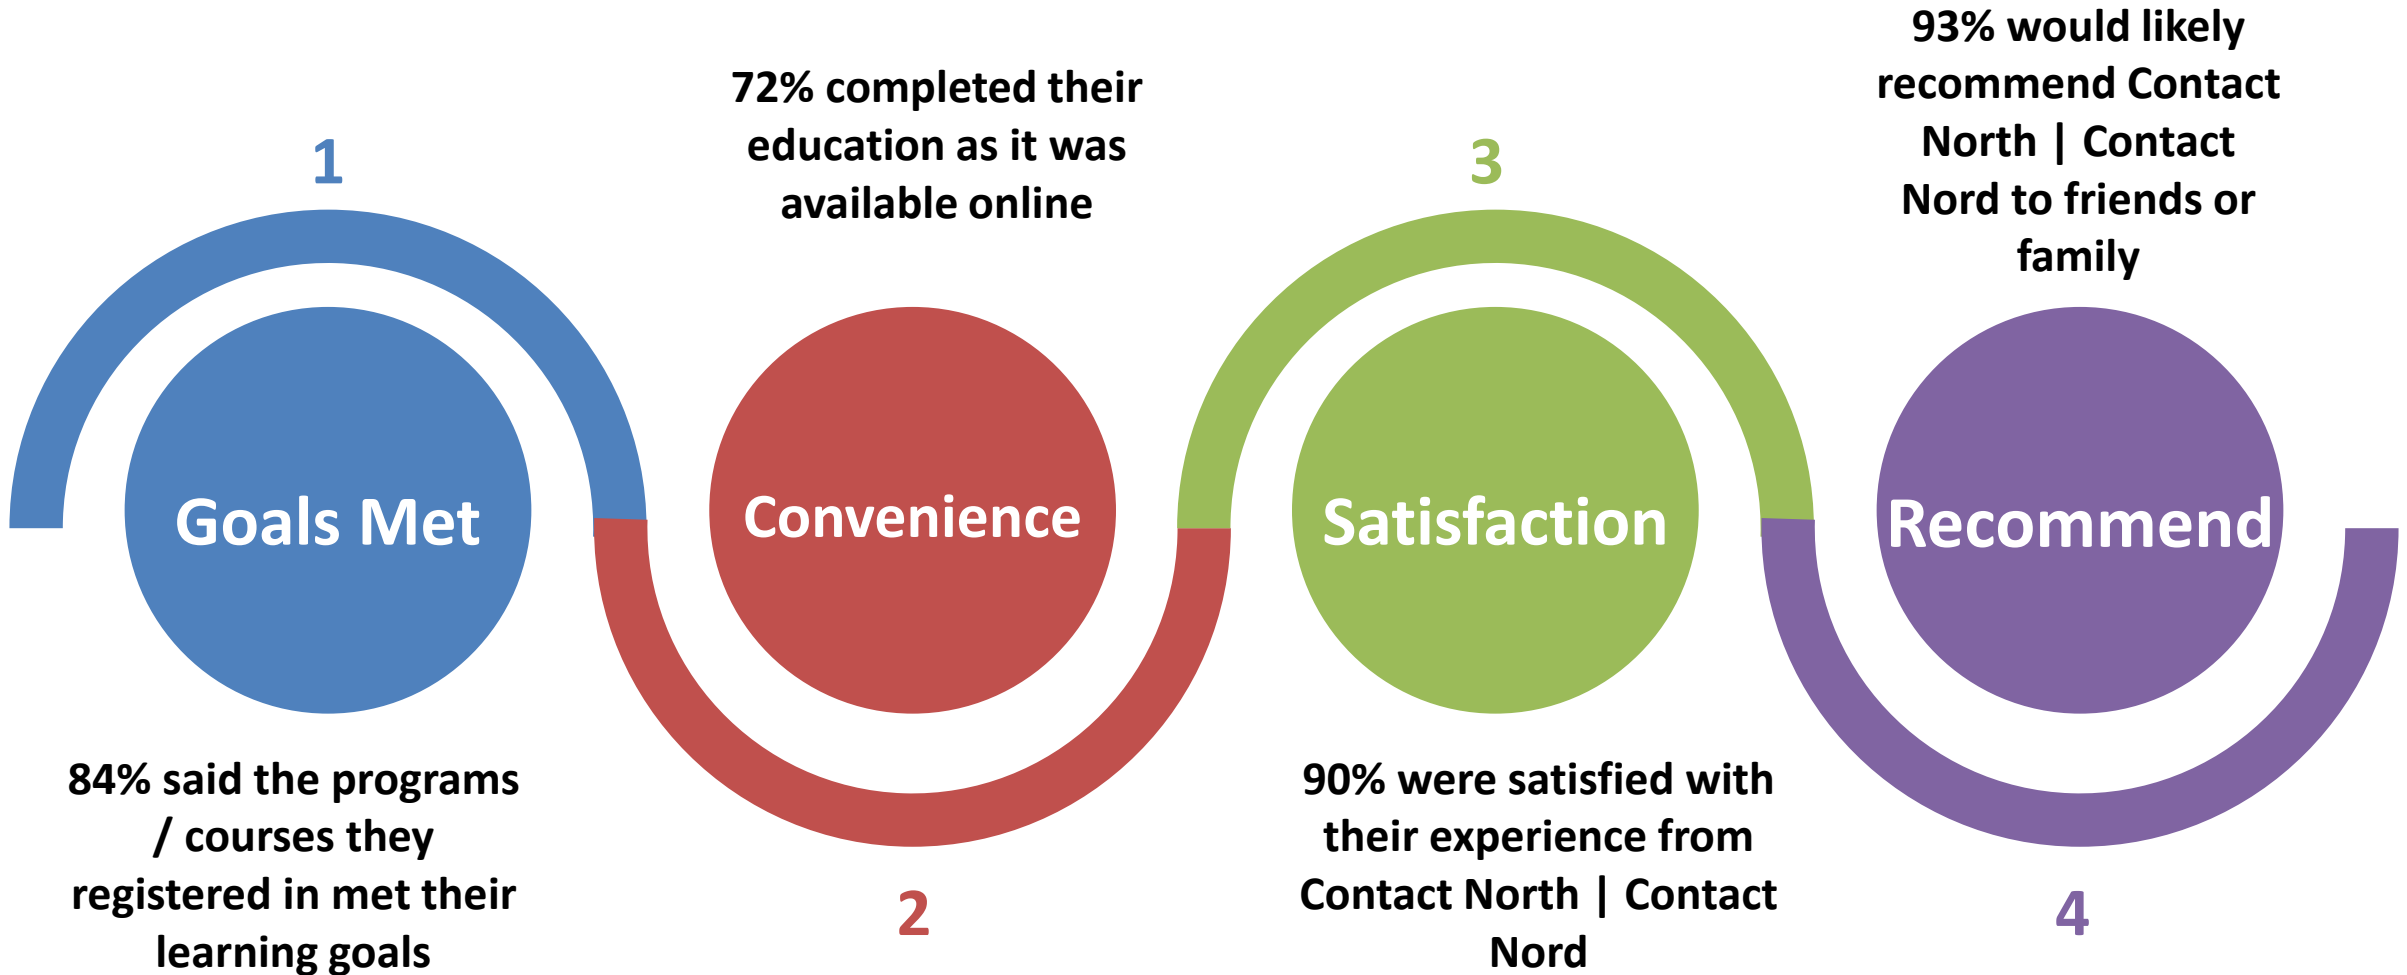 1
Goals Met
84% said the programs
/ courses they
registered in met their
learning goals
72% completed their
education as it was
available online
Convenience
2
3
Satisfaction
90% were satisfied with
their experience from
Contact North | Contact
Nord
93% would likely
recommend Contact
North | Contact
Nord to friends or
family
Recommend
4